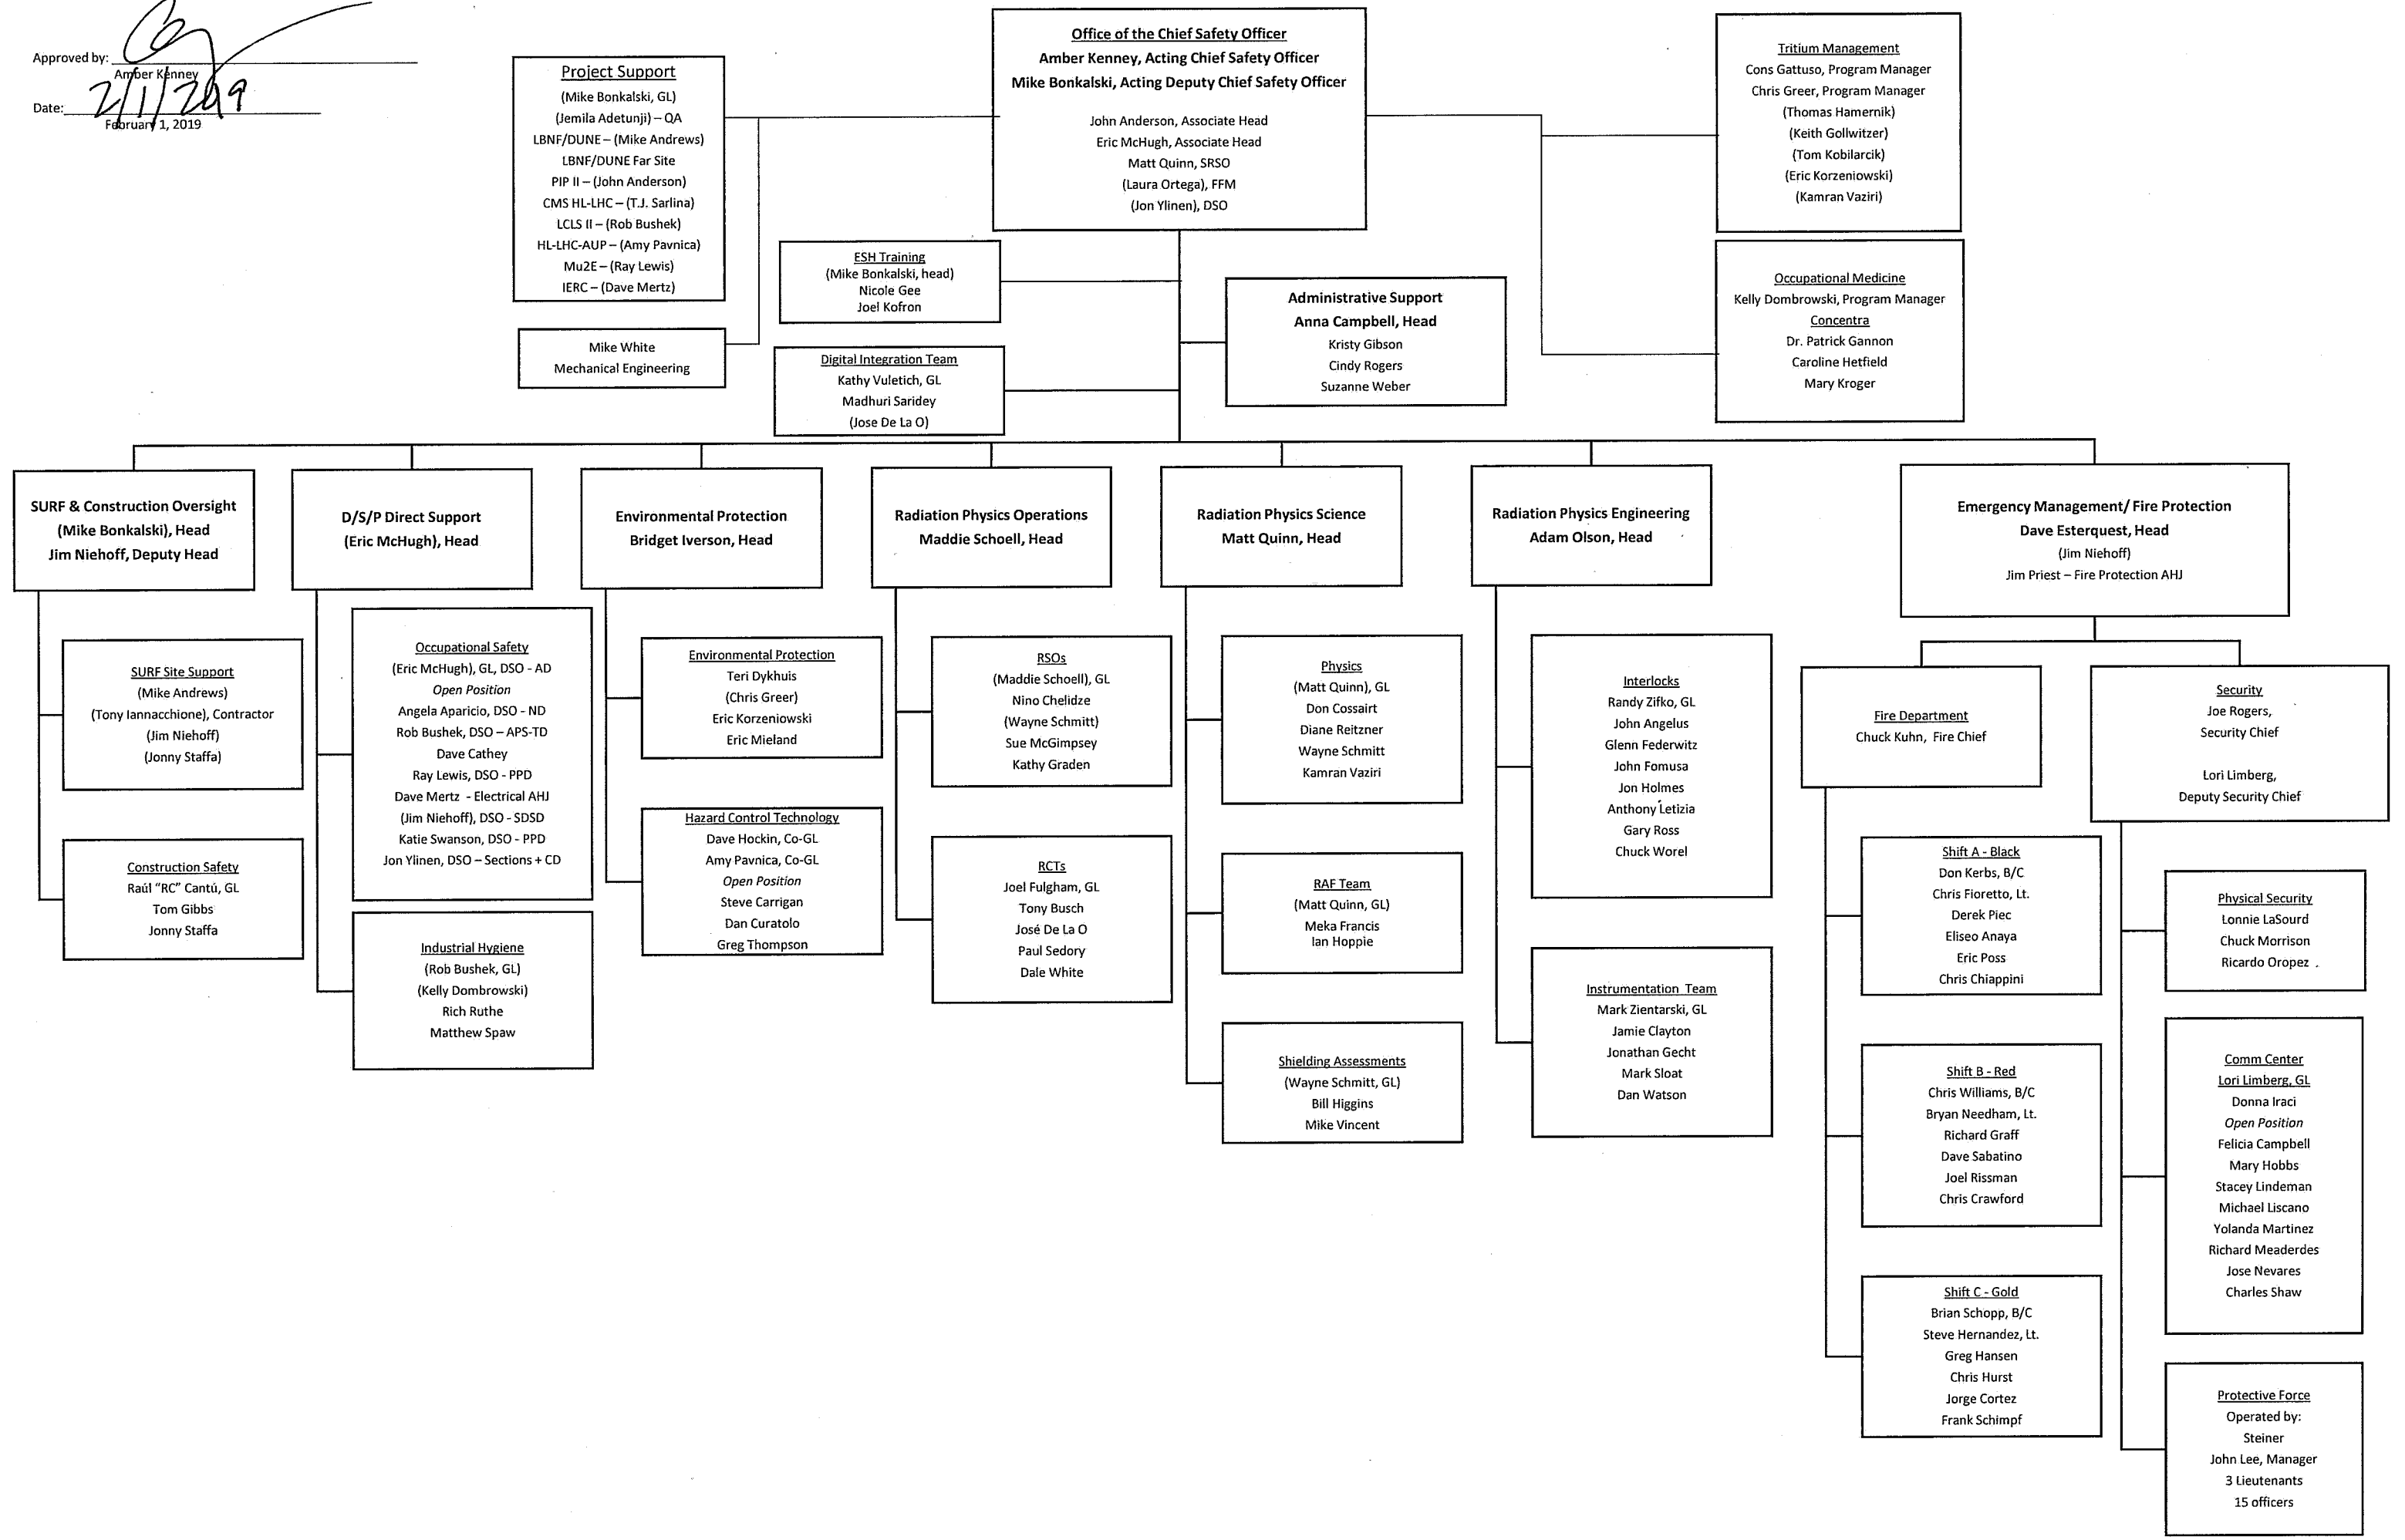 Approved by:
Amber Kenney
Date: 2/1/2019
February 1, 2019
Project Support
(Mike Bonkalski, GL)
(Jemila Adetunji) – QA
LBNF/DUNE – (Mike Andrews)
LBNF/DUNE Far Site
PIP II – (John Anderson)
CMS HL-LHC – (T.J. Sarlina)
LCLS II – (Rob Bushek)
HL-LHC-AUP – (Amy Pavnica)
Mu2E – (Ray Lewis)
IERC – (Dave Mertz)
Mike White
Mechanical Engineering
Office of the Chief Safety Officer
Amber Kenney, Acting Chief Safety Officer
Mike Bonkalski, Acting Deputy Chief Safety Officer
John Anderson, Associate Head
Eric McHugh, Associate Head
Matt Quinn, SRSO
(Laura Ortega), FFM
(Jon Ylinen), DSO
Tritium Management
Cons Gattuso, Program Manager
Chris Greer, Program Manager
(Thomas Hamernik)
(Keith Gollwitzer)
(Tom Kobilarcik)
(Eric Korzeniowski)
(Kamran Vaziri)
ESH Training
(Mike Bonkalski, head)
Nicole Gee
Joel Kofron
Digital Integration Team
Kathy Vuletich, GL
Madhuri Saridey
(Jose De La O)
Administrative Support
Anna Campbell, Head
Kristy Gibson
Cindy Rogers
Suzanne Weber
Occupational Medicine
Kelly Dombrowski, Program Manager
Concentra
Dr. Patrick Gannon
Caroline Hetfield
Mary Kroger
SURF & Construction Oversight
(Mike Bonkalski), Head
Jim Niehoff, Deputy Head
SURF Site Support
(Mike Andrews)
(Tony Iannacchione), Contractor
(Jim Niehoff)
(Jonny Staffa)
Construction Safety
Raúl "RC" Cantú, GL
Tom Gibbs
Jonny Staffa
D/S/P Direct Support
(Eric McHugh), Head
Occupational Safety
(Eric McHugh), GL, DSO - AD
Open Position
Angela Aparicio, DSO - ND
Rob Bushek, DSO – APS-TD
Dave Cathey
Ray Lewis, DSO - PPD
Dave Mertz - Electrical AHJ
(Jim Niehoff), DSO - SDSD
Katie Swanson, DSO - PPD
Jon Ylinen, DSO – Sections + CD
Industrial Hygiene
(Rob Bushek, GL)
(Kelly Dombrowski)
Rich Ruthe
Matthew Spaw
Environmental Protection
Bridget Iverson, Head
Environmental Protection
Teri Dykhuis
(Chris Greer)
Eric Korzeniowski
Eric Mieland
Hazard Control Technology
Dave Hockin, Co-GL
Amy Pavnica, Co-GL
Open Position
Steve Carrigan
Dan Curatolo
Greg Thompson
Radiation Physics Operations
Maddie Schoell, Head
RSOs
(Maddie Schoell), GL
Nino Chelidze
(Wayne Schmitt)
Sue McGimpsey
Kathy Graden
RCTs
Joel Fulgham, GL
Tony Busch
José De La O
Paul Sedory
Dale White
Radiation Physics Science
Matt Quinn, Head
Physics
(Matt Quinn), GL
Don Cossairt
Diane Reitzner
Wayne Schmitt
Kamran Vaziri
RAF Team
(Matt Quinn, GL)
Meka Francis
Ian Hoppie
Shielding Assessments
(Wayne Schmitt, GL)
Bill Higgins
Mike Vincent
Radiation Physics Engineering
Adam Olson, Head
Interlocks
Randy Zifko, GL
John Angelus
Glenn Federwitz
John Fomusa
Jon Holmes
Anthony Letizia
Gary Ross
Chuck Worel
Instrumentation Team
Mark Zientarski, GL
Jamie Clayton
Jonathan Gecht
Mark Sloat
Dan Watson
Emergency Management/ Fire Protection
Dave Esterquest, Head
(Jim Niehoff)
Jim Priest – Fire Protection AHJ
Fire Department
Chuck Kuhn, Fire Chief
Shift A - Black
Don Kerbs, B/C
Chris Fioretto, Lt.
Derek Piec
Eliseo Anaya
Eric Poss
Chris Chiappini
Shift B - Red
Chris Williams, B/C
Bryan Needham, Lt.
Richard Graff
Dave Sabatino
Joel Rissman
Chris Crawford
Shift C - Gold
Brian Schopp, B/C
Steve Hernandez, Lt.
Greg Hansen
Chris Hurst
Jorge Cortez
Frank Schimpf
Security
Joe Rogers,
Security Chief
Lori Limberg,
Deputy Security Chief
Physical Security
Lonnie LaSourd
Chuck Morrison
Ricardo Oropez
Comm Center
Lori Limberg, GL
Donna Iraci
Open Position
Felicia Campbell
Mary Hobbs
Stacey Lindeman
Michael Liscano
Yolanda Martinez
Richard Meaderdes
Jose Nevares
Charles Shaw
Protective Force
Operated by:
Steiner
John Lee, Manager
3 Lieutenants
15 officers